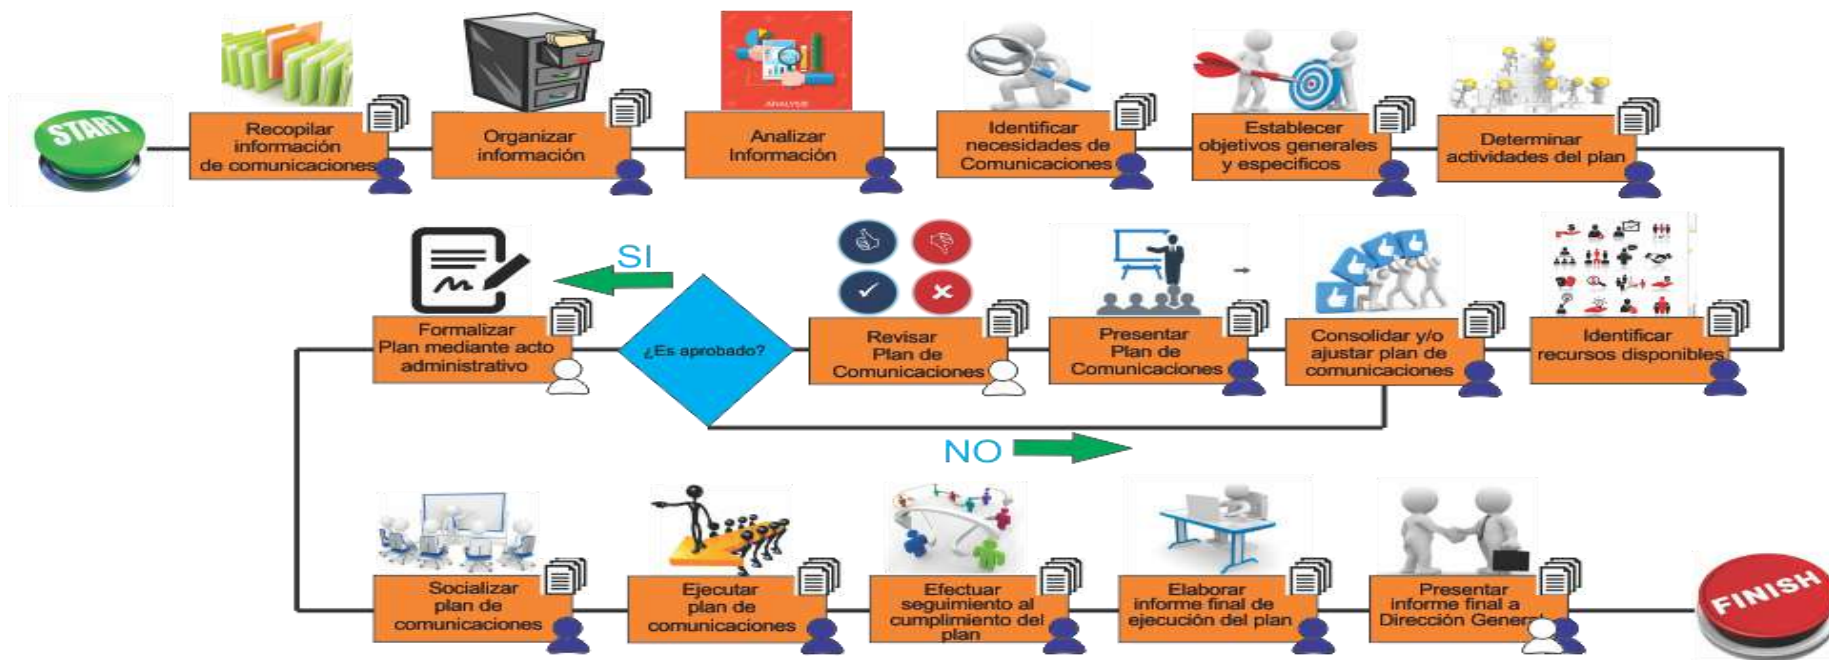 START
Recopilar
información
de comunicaciones
Organizar
información
ANALYSIS
Analizar
Información
Identificar
necesidades de
Comunicaciones
Establecer
objetivos generales
y especificos
Determinar
actividades del plan
Identificar
recursos disponibles
Consolidar y/o
ajustar plan de
comunicaciones
Presentar
Plan de
Comunicaciones
Revisar
Plan de
Comunicaciones
¿Es aprobado?
SI
NO
Formalizar
Plan mediante acto
administrativo
Socializar
plan de
comunicaciones
Ejecutar
plan de
comunicaciones
Efectuar
seguimiento al
cumplimiento del
plan
Elaborar
informe final de
ejecución del plan
Presentar
informe final a
Dirección
FINISH